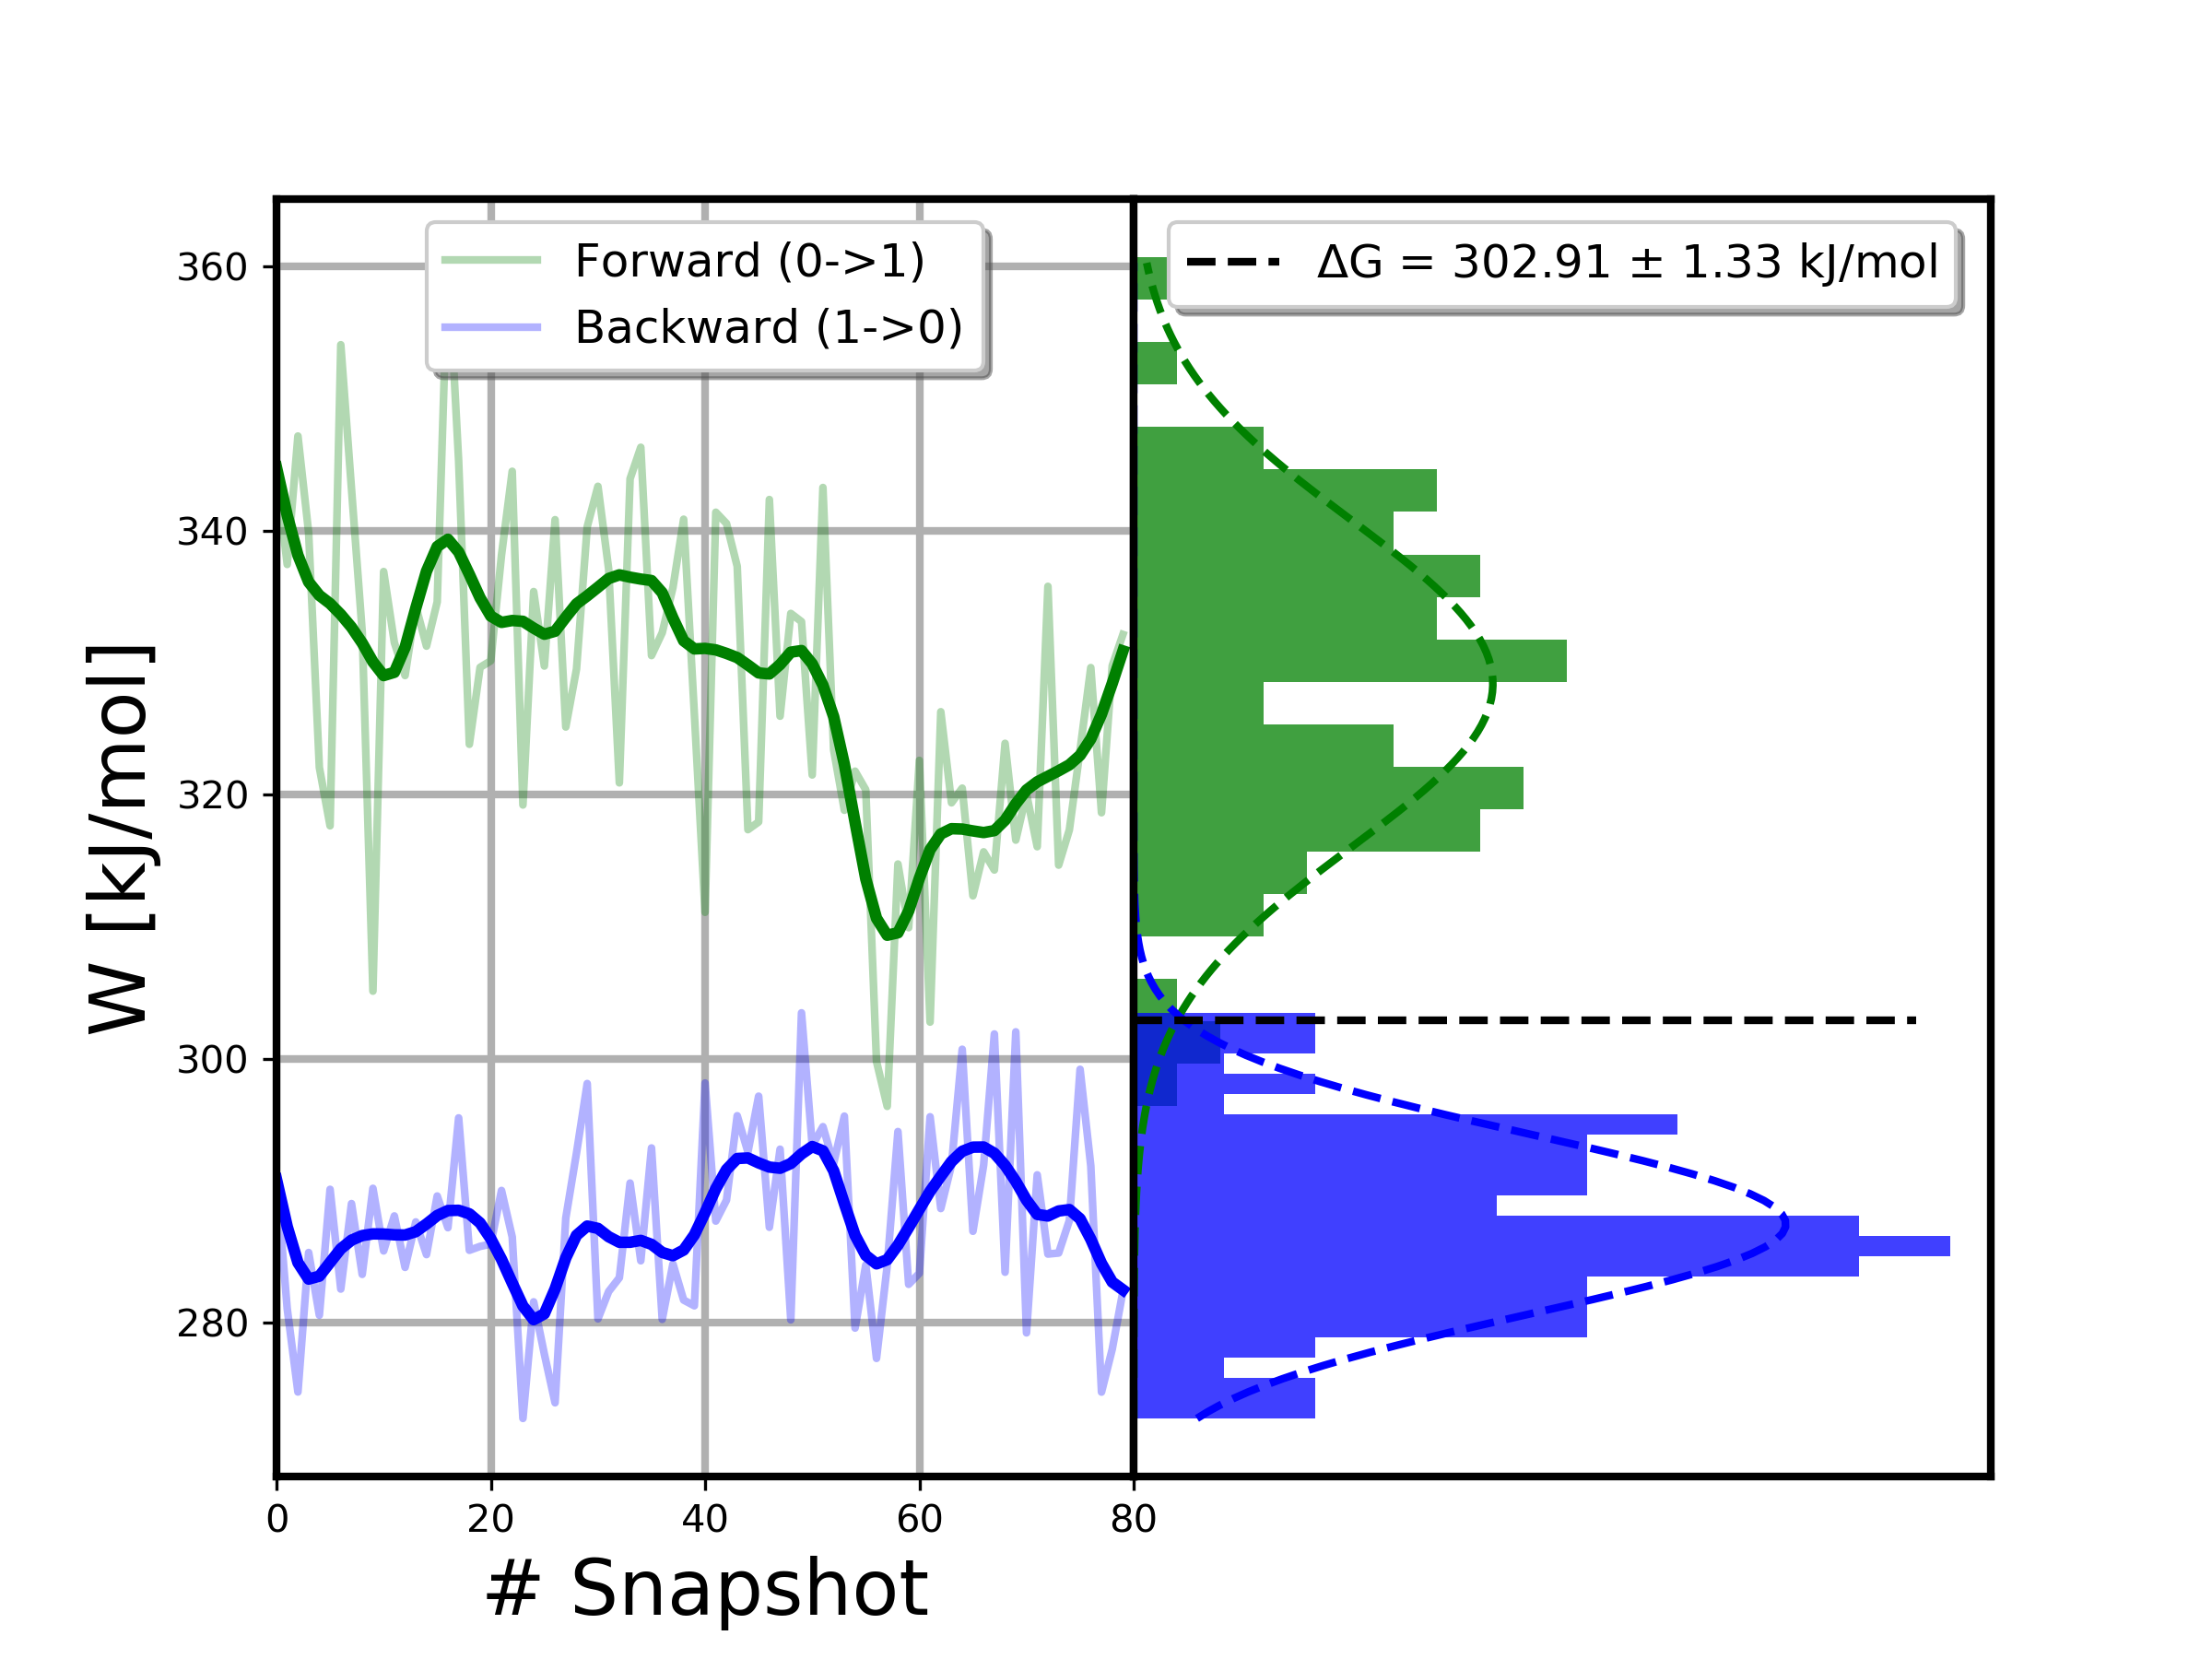 Forward (0->1)
Backward (1->0)
ΔG = 302.91 ± 1.33 kJ/mol
W [kJ/mol]
360
340
320
300
280
0 20 40 60 80
# Snapshot